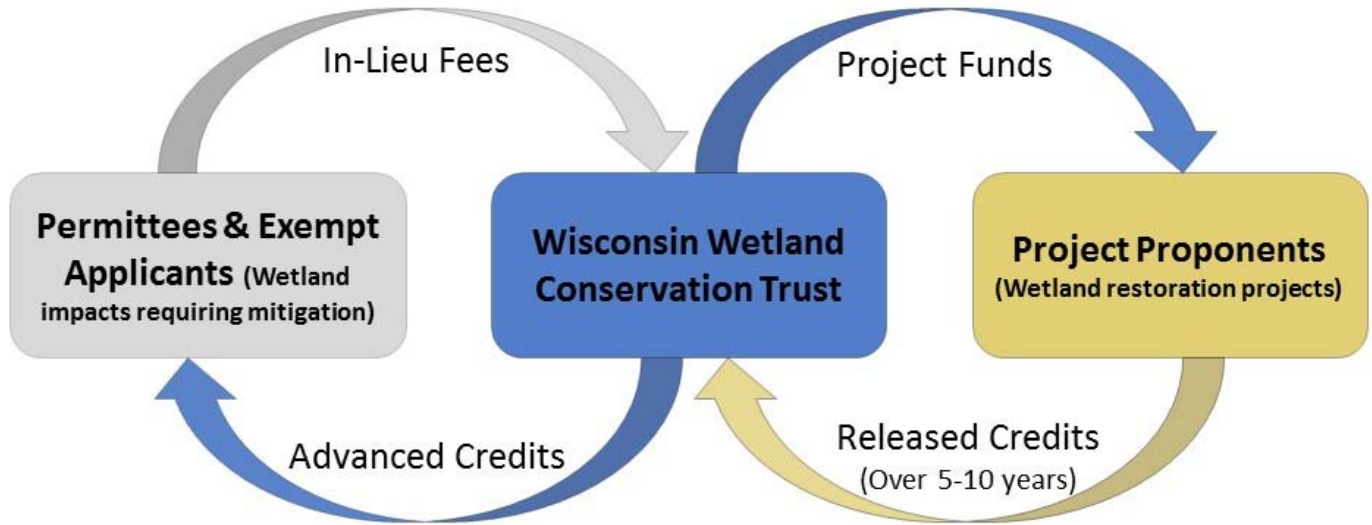 In-Lieu Fees
Project Funds
Permittees & Exempt
Applicants (Wetland
impacts requiring mitigation)
Wisconsin Wetland
Conservation Trust
Project Proponents
(Wetland restoration projects)
Advanced Credits
Released Credits
(Over 5-10 years)